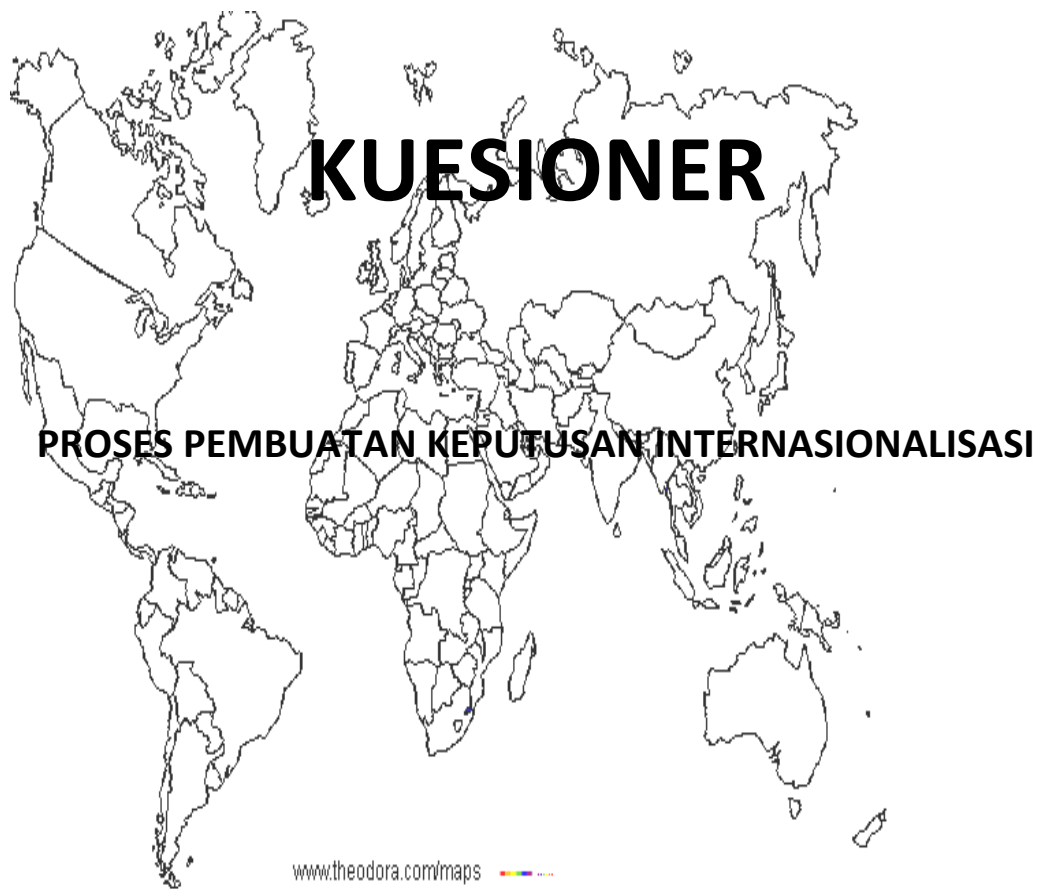 KUESIONER
PROSES PEMBUATAN KEPUTUSAN INTERNASIONALISASI
www.theodora.com/maps